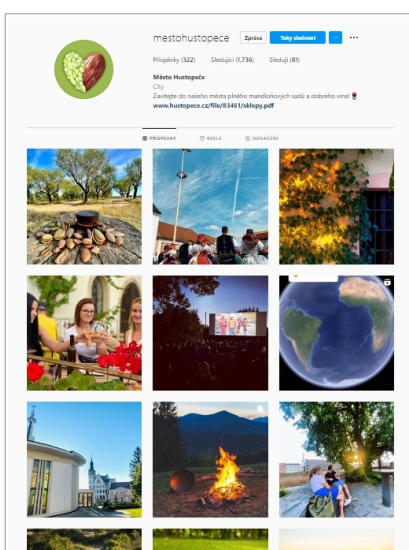 mestohustopece Zpráva Taky sledovat
Příspěvky (322) Sledující (1,736) Sleduji (81)
Město Hustopeče
City
Zavítejte do našeho města plného mandloňových sadů a dobrého vína!
www.hustopece.cz/file/83461/sklepy.pdf
PŘÍSPĚVKY REELS OZNAČENÍ